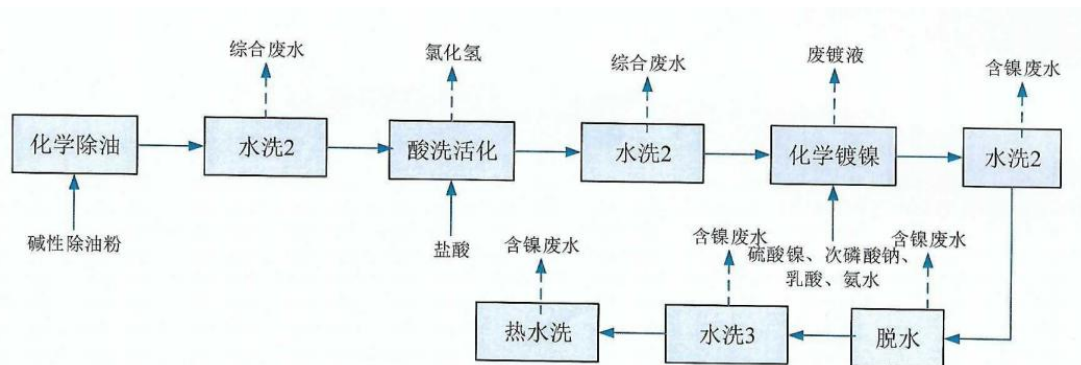 综合废水
氯化氢
综合废水
废镀液
含镍废水
化学除油
水洗2
酸洗活化
水洗2
化学镀镍
水洗2
碱性除油粉
盐酸
硫酸镍、次磷酸钠、
乳酸、氨水
含镍废水
含镍废水
含镍废水
热水洗
水洗3
脱水